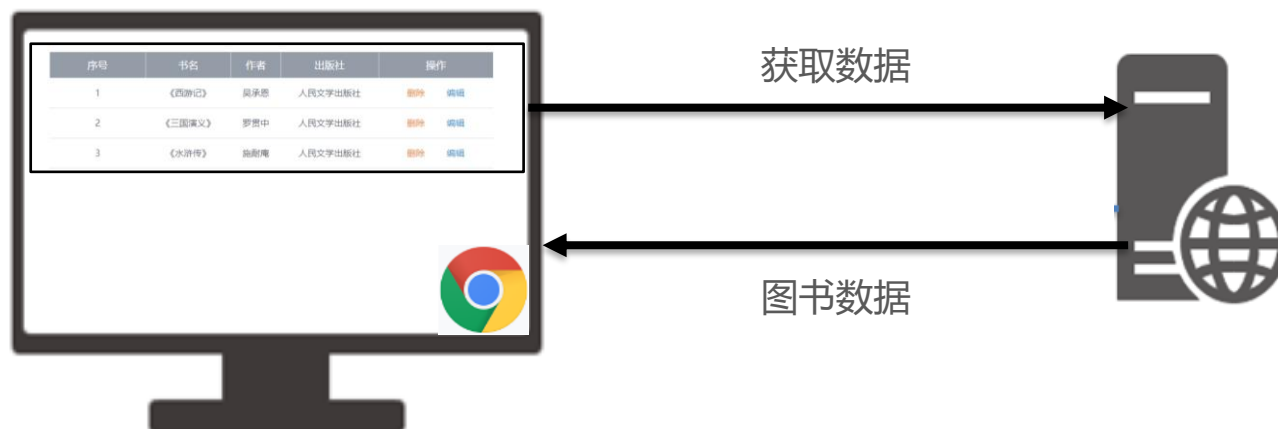 序号 书名 作者 出版社 操作
1 《西游记》 吴承恩 人民文学出版社 删除 编辑
2 《三国演义》 罗贯中 人民文学出版社 删除 编辑
3 《水浒传》 施耐庵 人民文学出版社 删除 编辑
获取数据
图书数据